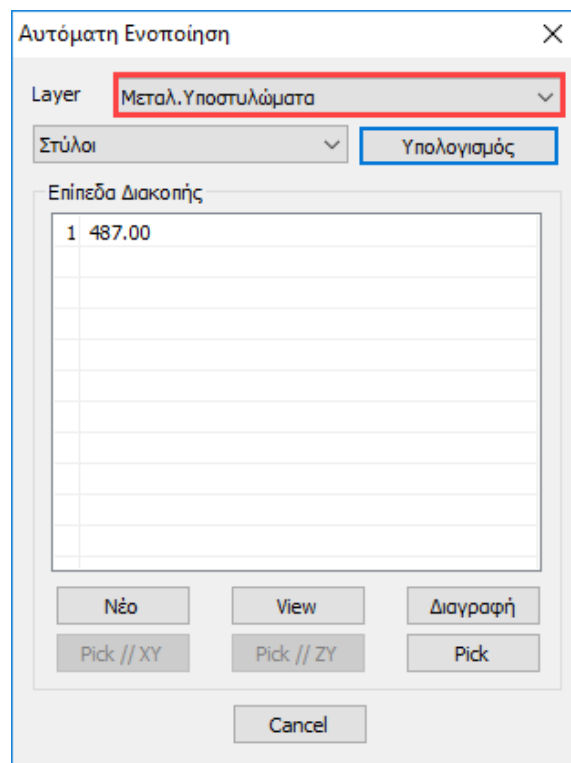 Αυτόματη Ενοποίηση
Layer Μεταλ.Υποστυλώματα
Στύλοι Υπολογισμός
Επίπεδα Διακοπής
1 487.00
Νέο View Διαγραφή
Pick // XY Pick // ZY Pick
Cancel